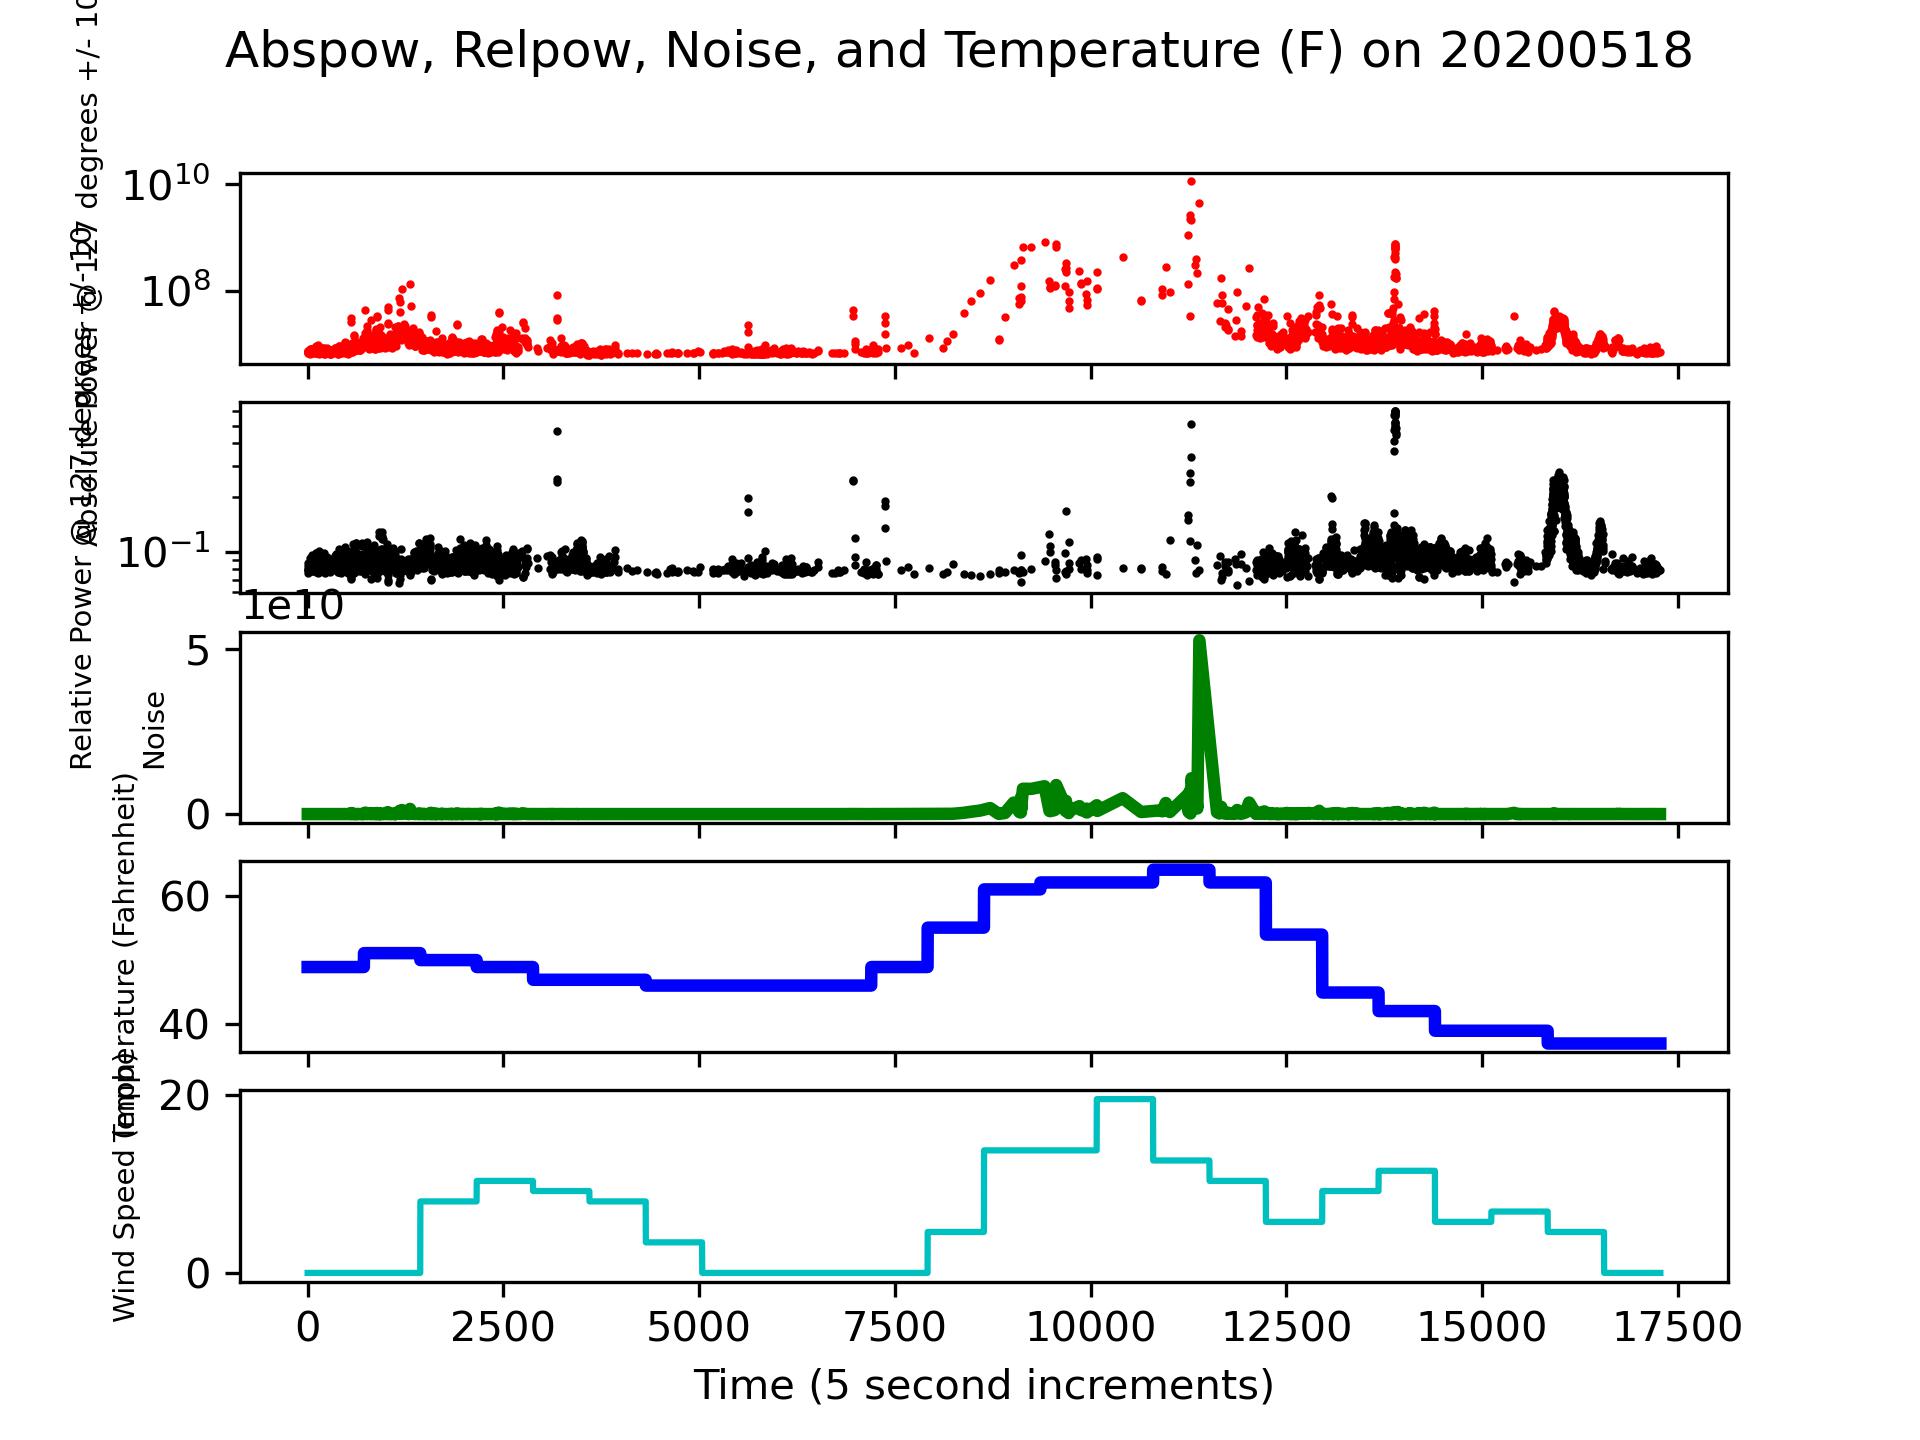 Abspow, Relpow, Noise, and Temperature (F) on 20200518
Absolute power @ 127 degrees +/- 10
10^10
10^8
Relative Power @ 127 degrees +/- 10
10^-1
1e10
Noise
5
0
Temperature (Fahrenheit)
60
40
Wind Speed (mph)
20
0
0 2500 5000 7500 10000 12500 15000 17500
Time (5 second increments)